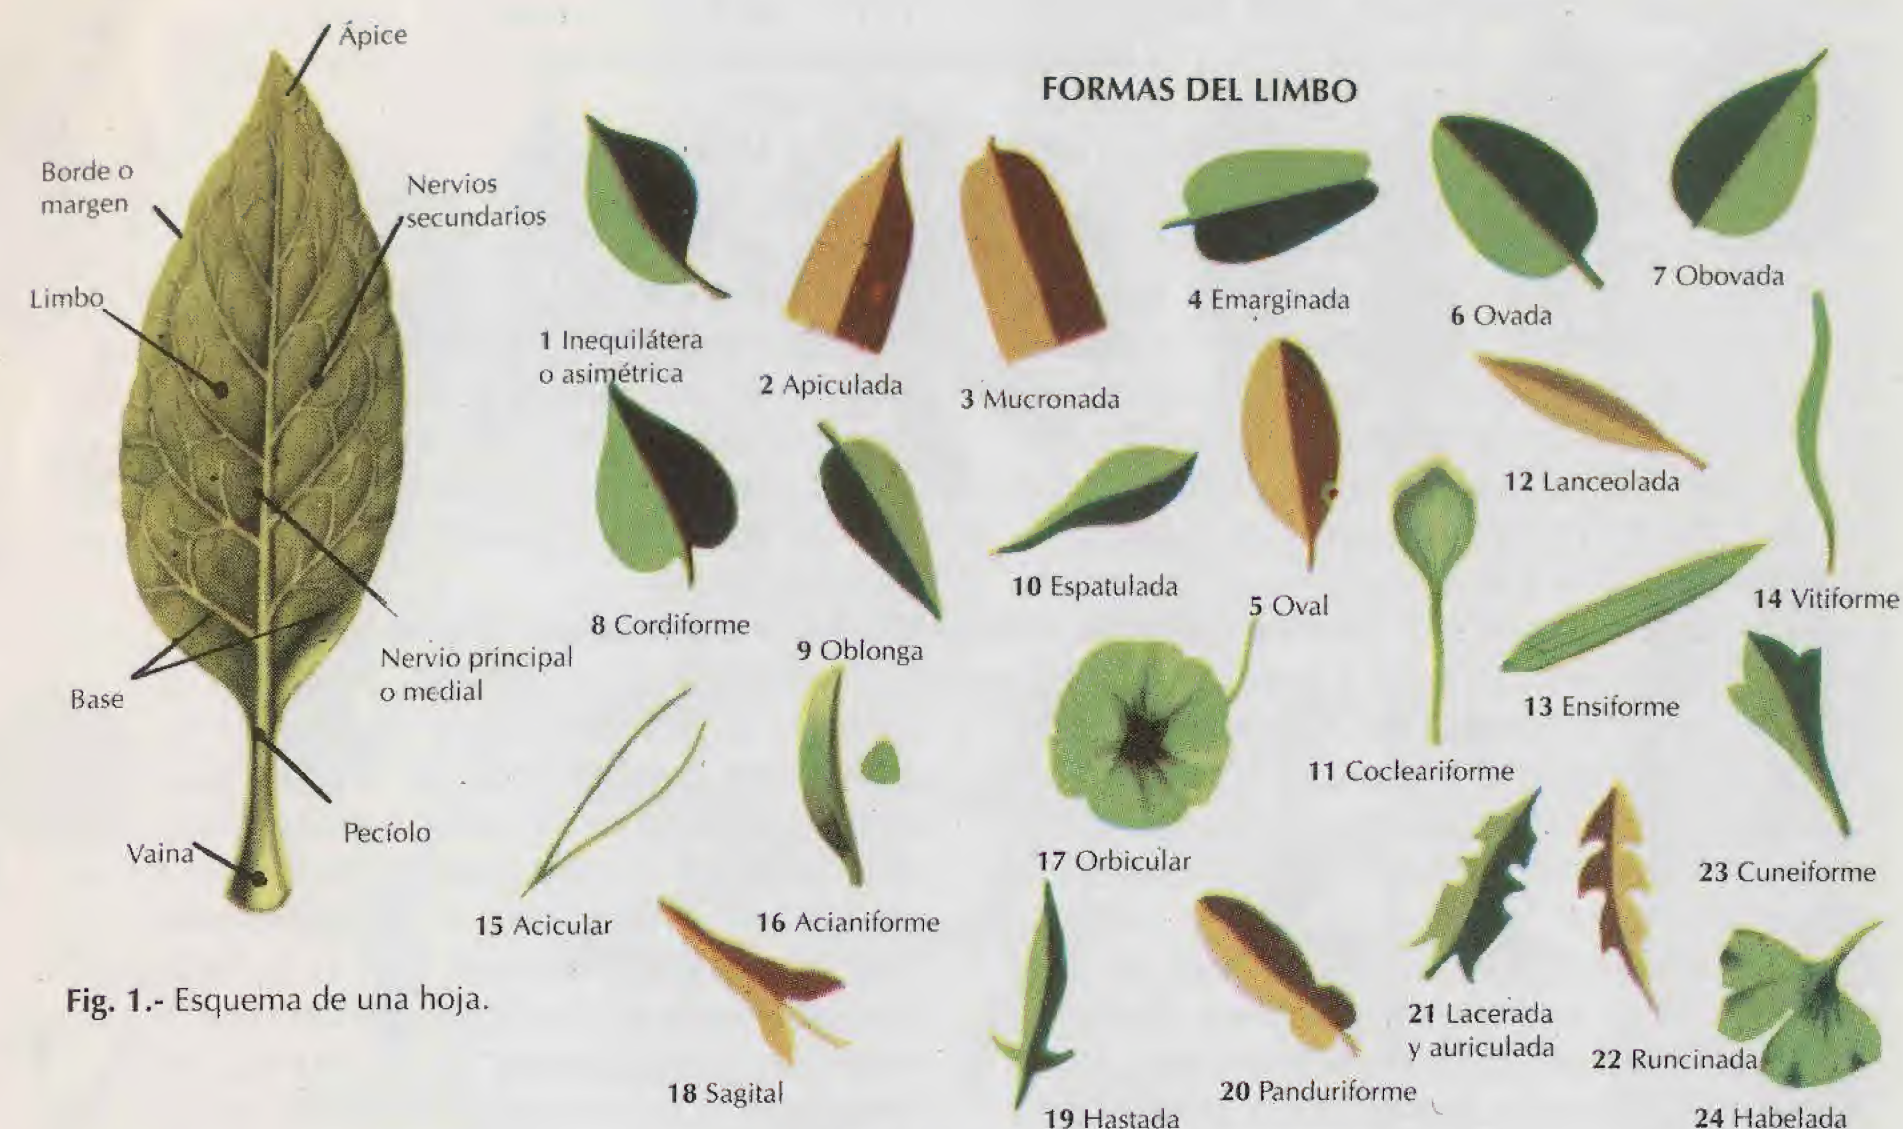 Ápice
Borde o
margen
Nervios
secundarios
Limbo
Nervio principal
o medial
Base
Pecíolo
Vaina
Fig. 1.- Esquema de una hoja.
FORMAS DEL LIMBO
1 Inequilátera
o asimétrica
2 Apiculada
3 Mucronada
4 Emarginada
6 Ovada
7 Obovada
8 Cordiforme
9 Oblonga
10 Espatulada
5 Oval
12 Lanceolada
14 Vitiforme
13 Ensiforme
11 Cocleariforme
15 Acicular
16 Acianiforme
17 Orbicular
23 Cuneiforme
18 Sagital
19 Hastada
20 Panduriforme
21 Lacerada
y auriculada
22 Runcinada
24 Habelada